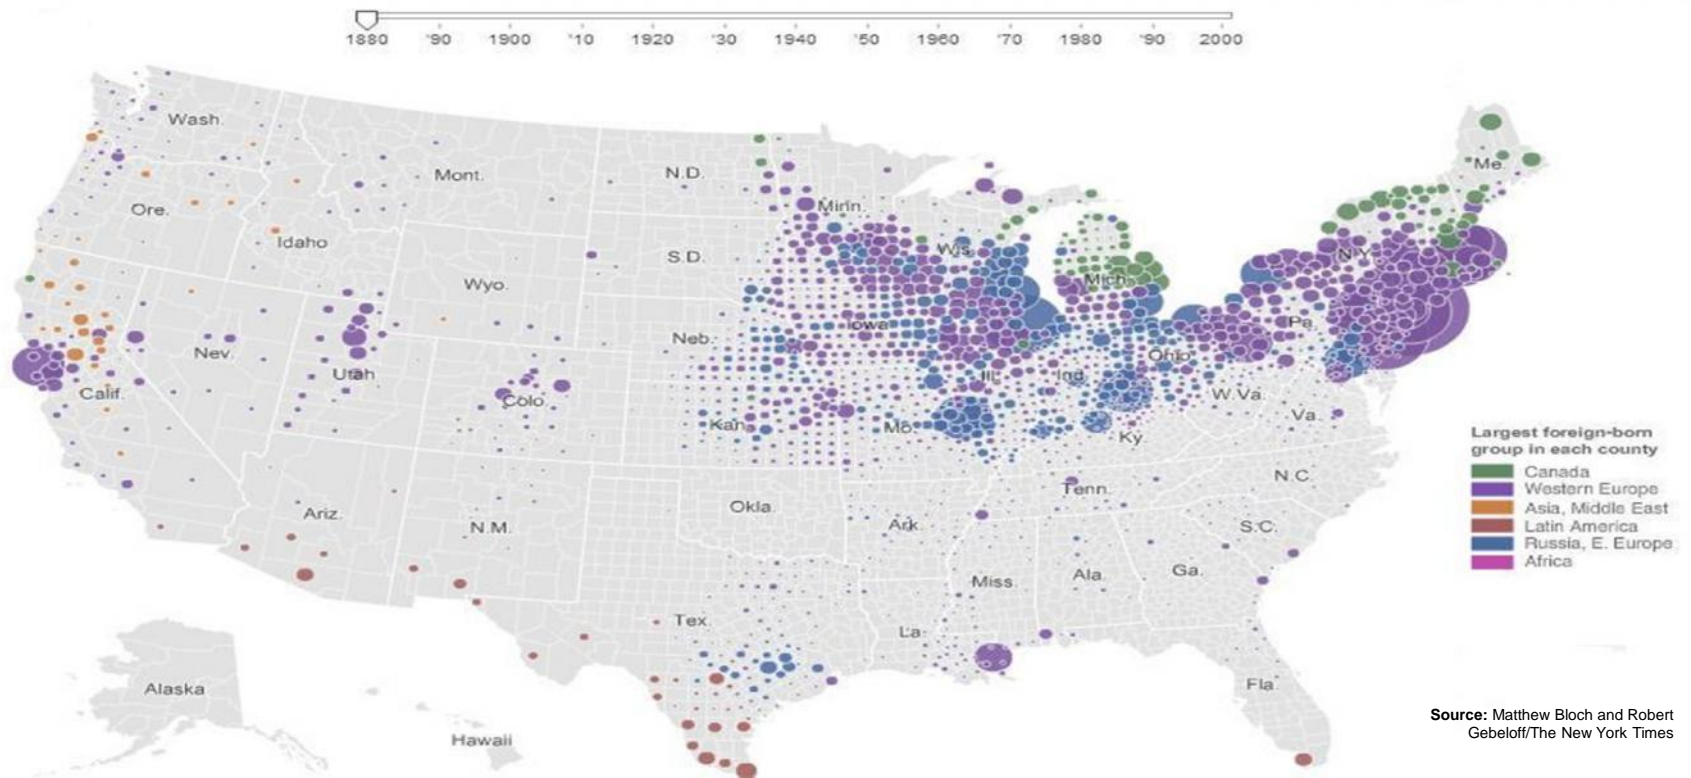 1880 '90 1900 '10 1920 '30 1940 '50 1960 '70 1980 '90 2000
Wash.
Mont.
N.D.
Minn.
Me.
Ore.
Idaho
S.D.
Wis.
N.Y.
Wyo.
Mich.
Nev.
Neb.
Iowa
Pa.
Utah
Ill.
Ind.
Ohio
Calif.
Colo.
W.Va.
Kan.
Mo.
Va.
Ky.
Largest foreign-born
group in each county
Canada
Western Europe
Asia, Middle East
Latin America
Russia, E. Europe
Africa
Tenn.
N.C.
Ariz.
N.M.
Okla.
Ark.
S.C.
Miss.
Ala.
Ga.
Tex.
La.
Fla.
Alaska
Hawaii
Source: Matthew Bloch and Robert
Gebeloff/The New York Times